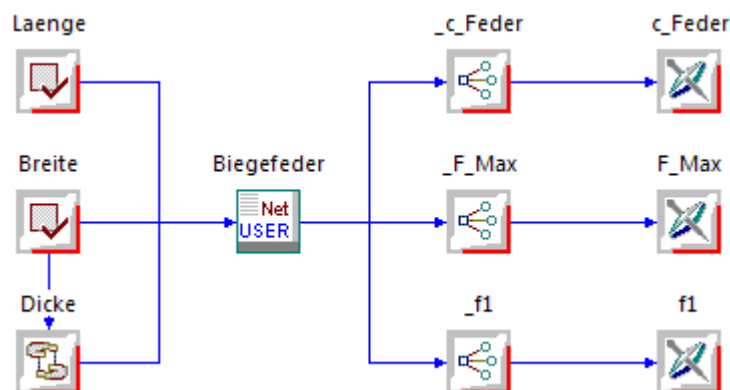 Laenge
_c_Feder
c_Feder
Breite
Biegefeder
_F_Max
F_Max
Net
USER
Dicke
_f1
f1